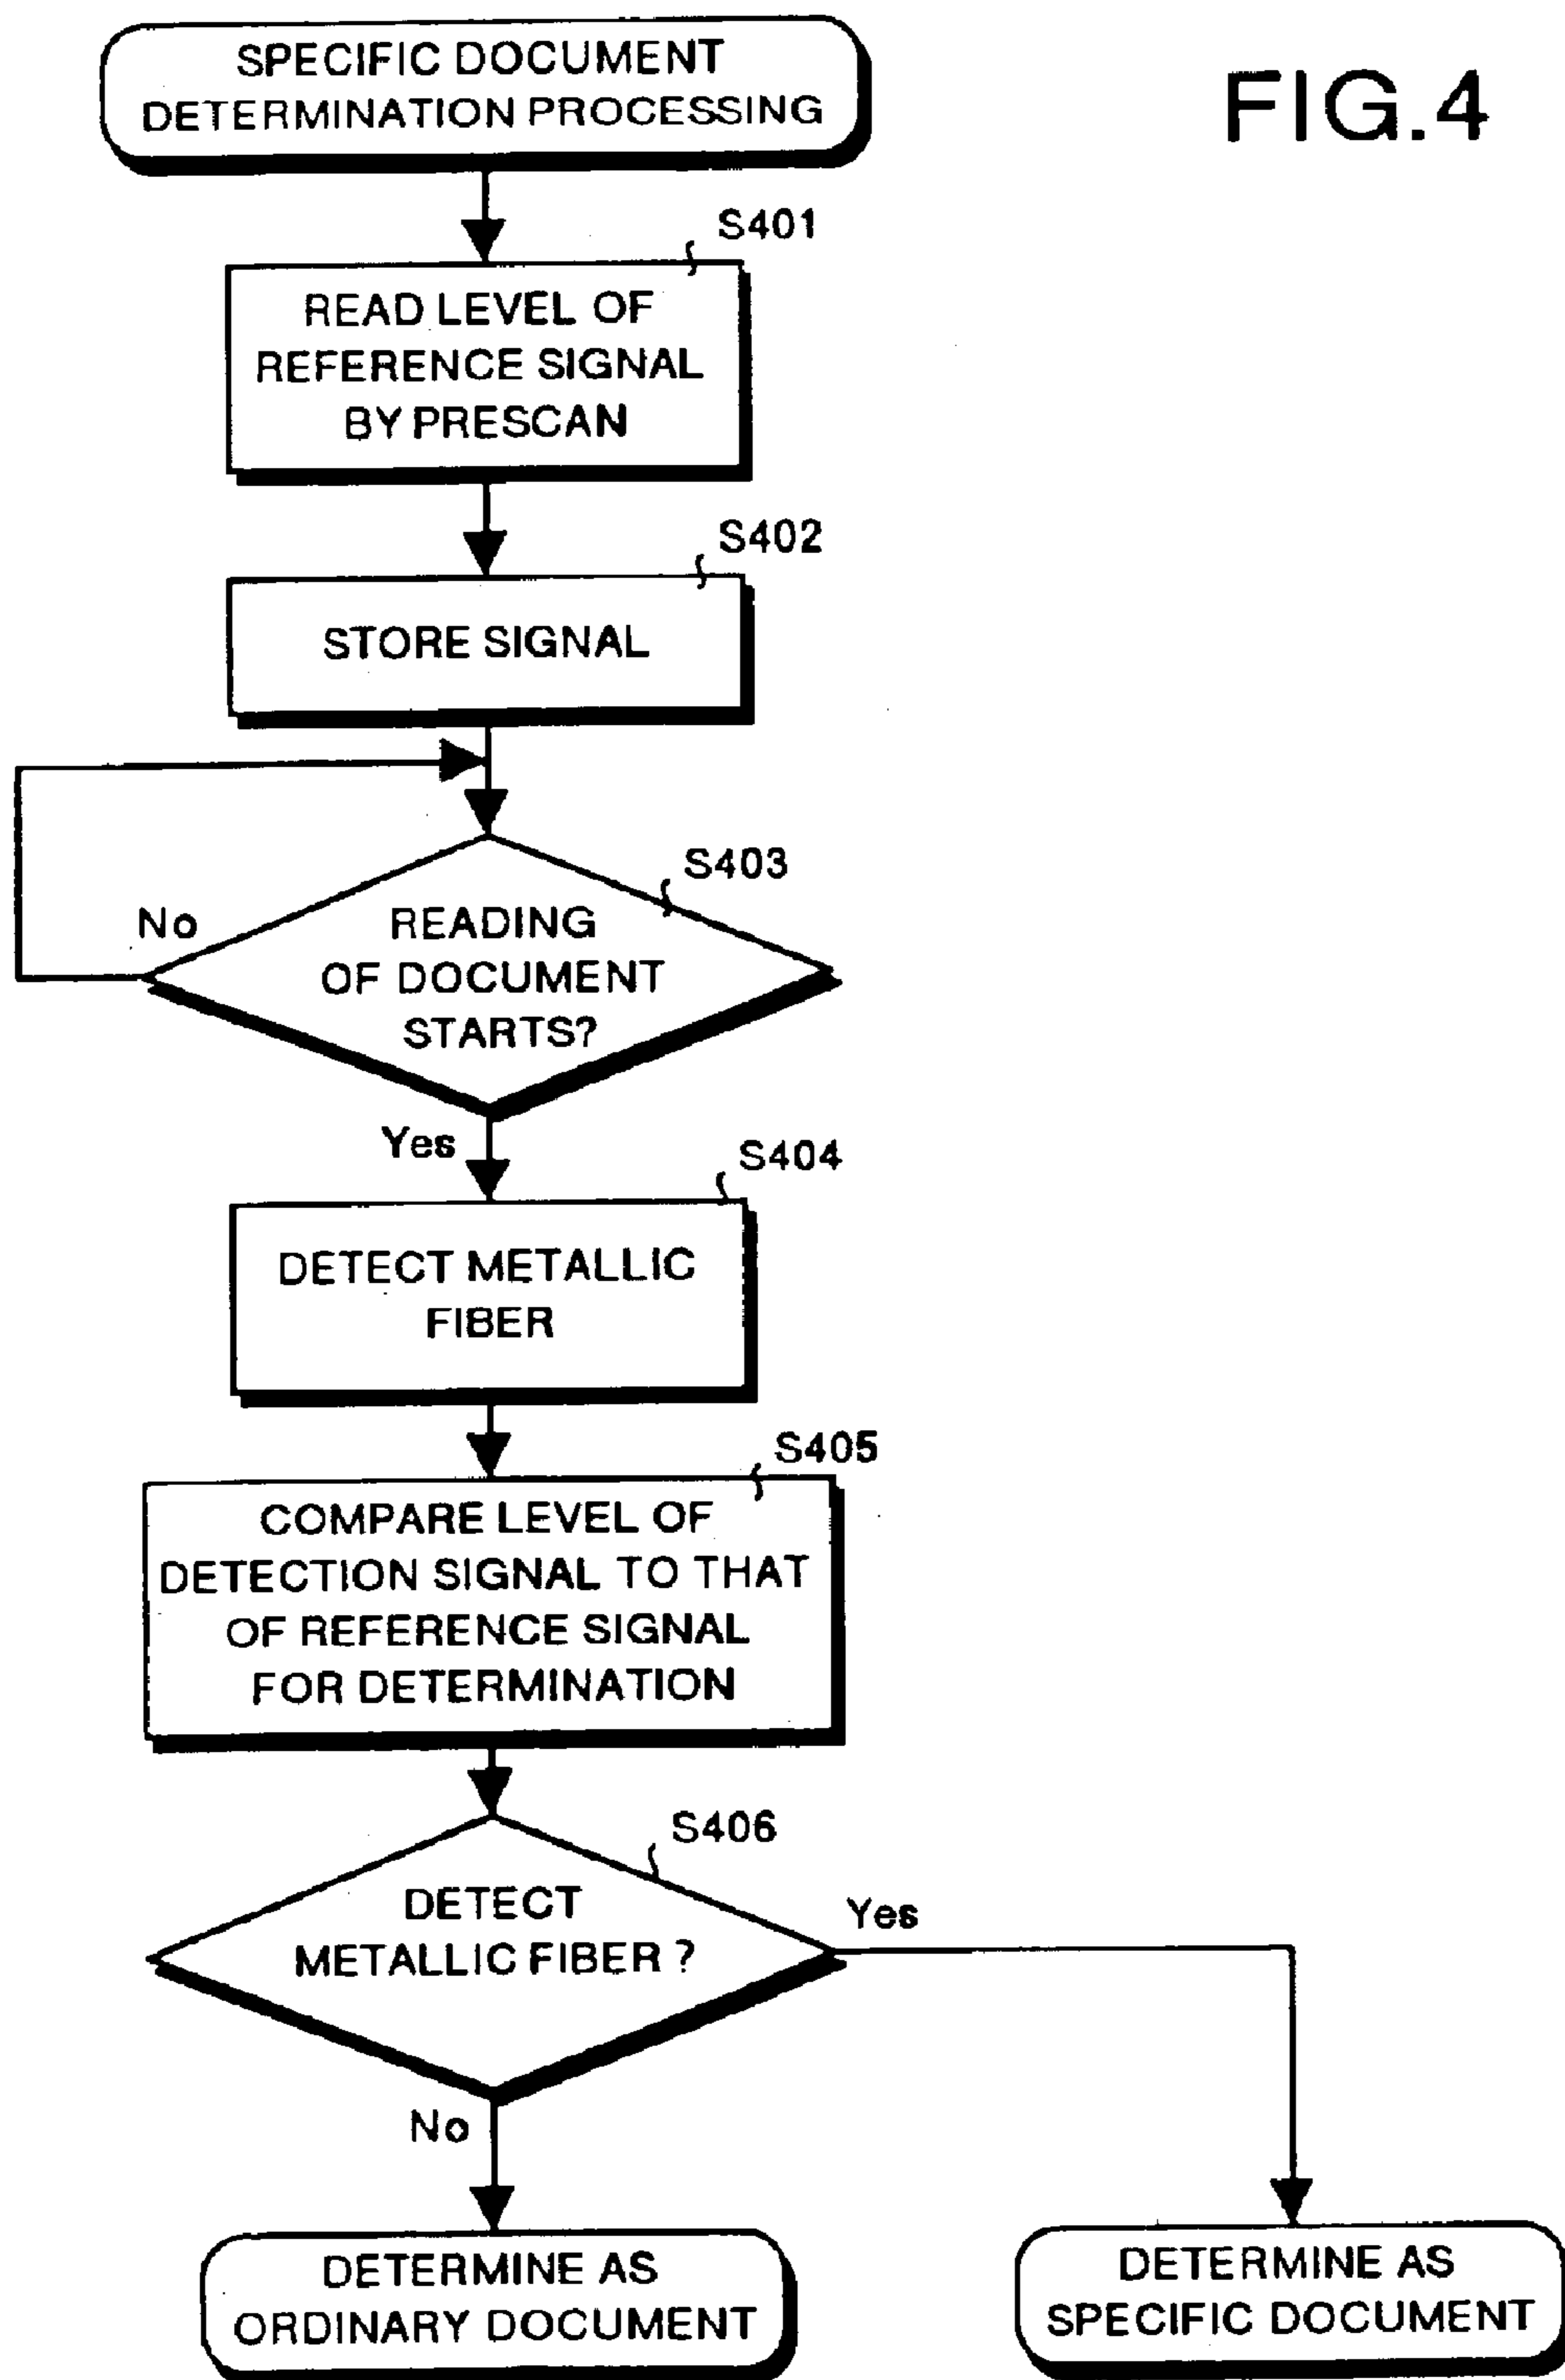 SPECIFIC DOCUMENT
DETERMINATION PROCESSING
FIG.4
S401
READ LEVEL OF
REFERENCE SIGNAL
BY PRESCAN
S402
STORE SIGNAL
S403
No
READING
OF DOCUMENT
STARTS?
Yes
S404
DETECT METALLIC
FIBER
S405
COMPARE LEVEL OF
DETECTION SIGNAL TO THAT
OF REFERENCE SIGNAL
FOR DETERMINATION
S406
DETECT
METALLIC FIBER ?
Yes
No
DETERMINE AS
ORDINARY DOCUMENT
DETERMINE AS
SPECIFIC DOCUMENT